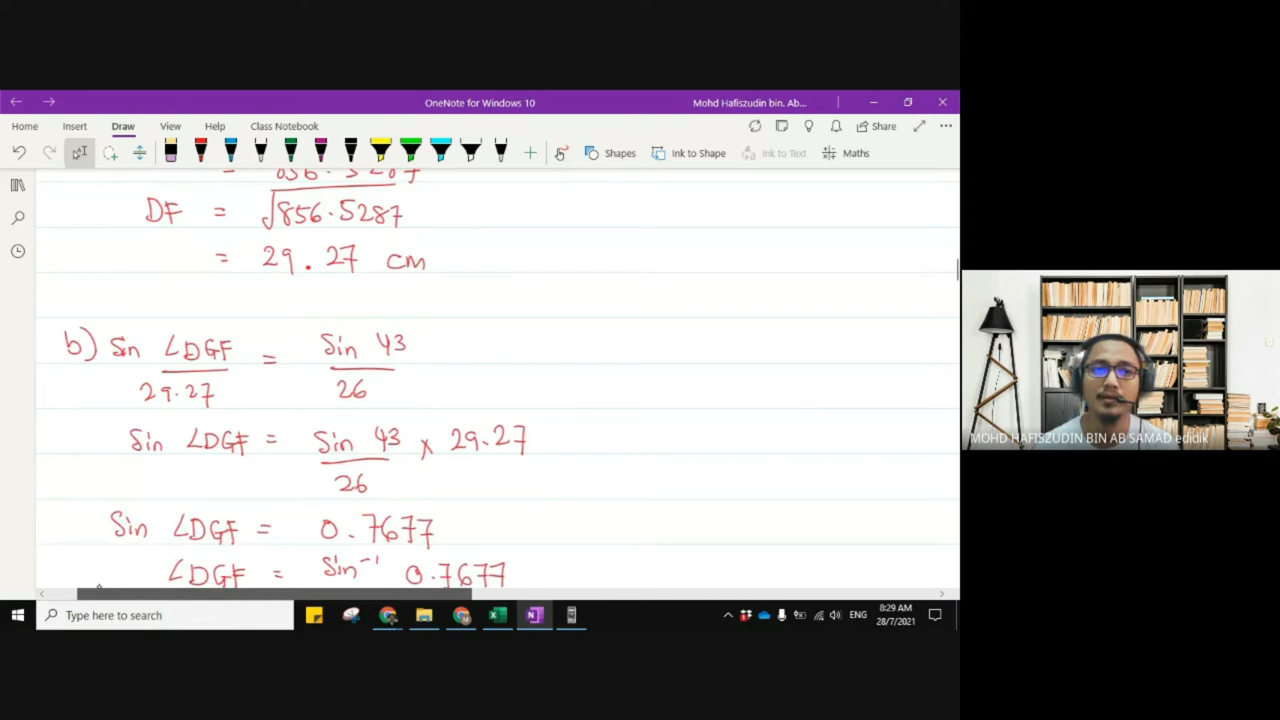 OneNote for Windows 10
Mohd Hafiszudin bin. Ab...
Home Insert Draw View Help Class Notebook
Share
Shapes Ink to Shape Ink to Text Maths
= 856.5287
DF = √856.5287
= 29.27 cm
b) Sin ∠DGF / 29.27 = Sin 43 / 26
Sin ∠DGF = Sin 43 / 26 × 29.27
Sin ∠DGF = 0.7677
∠DGF = Sin⁻¹ 0.7677
MOHD HAFISZUDIN BIN AB SAMAD edidik
Type here to search
ENG
8:29 AM
28/7/2021